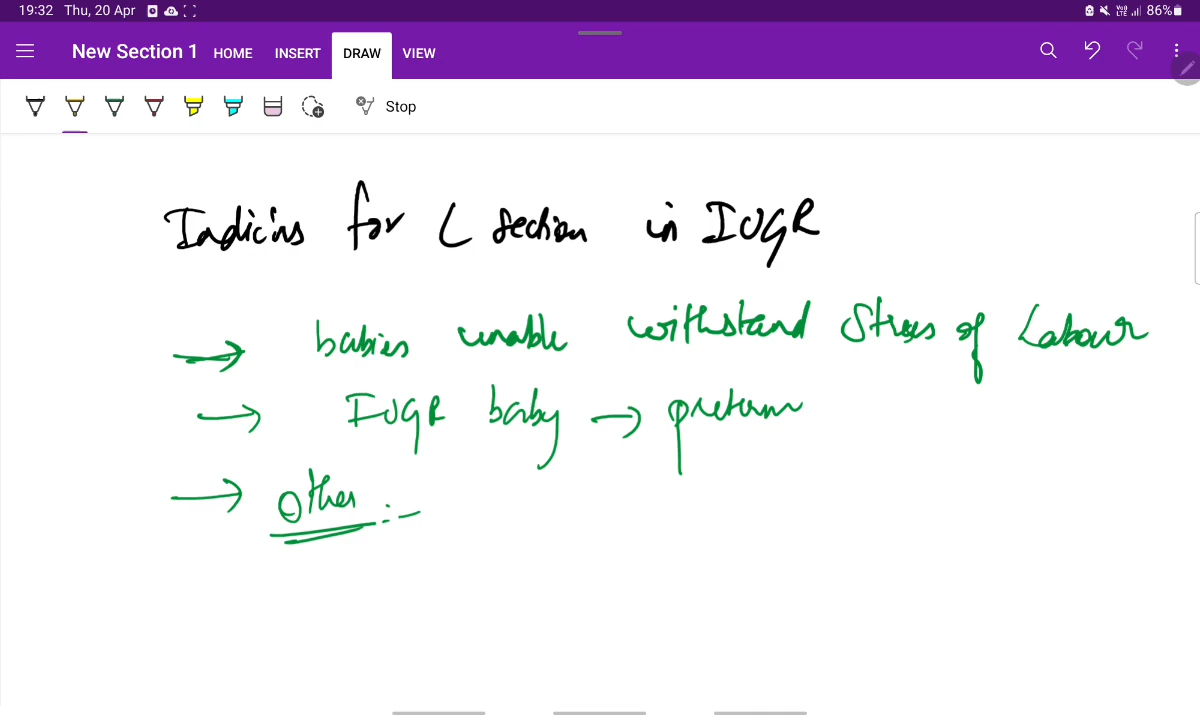 19:32 Thu, 20 Apr 86%
New Section 1 HOME INSERT DRAW VIEW
Stop
Indicins for C Section in IUGR
→ babies unable withstand Stress of Labour
→ IUGR baby → preterm
→ Other :-